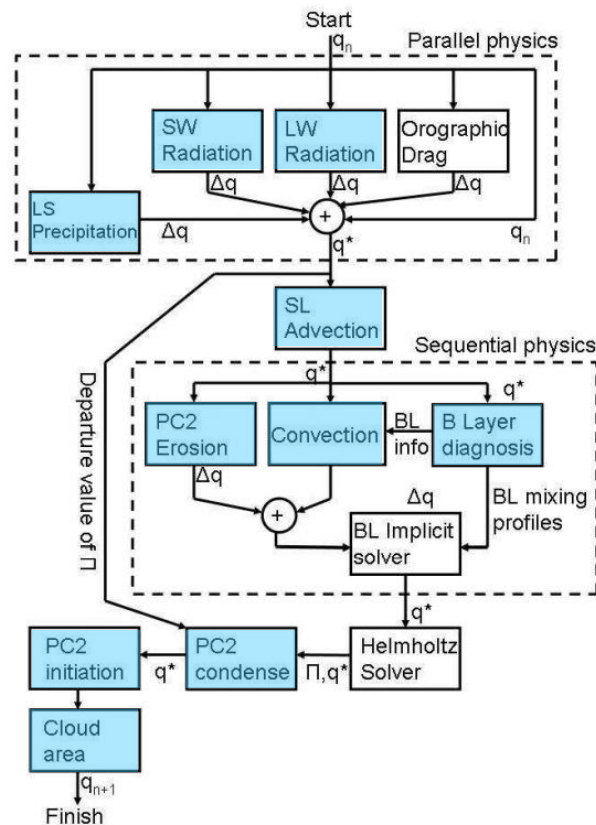 Start
qn
Parallel physics
SW
Radiation
LW
Radiation
Orographic
Drag
Δq
Δq
Δq
LS
Precipitation
Δq
+
qn
q*
SL
Advection
Departure value of Π
Sequential physics
q*
q*
PC2
Erosion
Convection
BL
info
B Layer
diagnosis
Δq
+
Δq
BL mixing
profiles
BL Implicit
solver
q*
PC2
initiation
q*
PC2
condense
Π,q*
Helmholtz
Solver
Cloud
area
qn+1
Finish